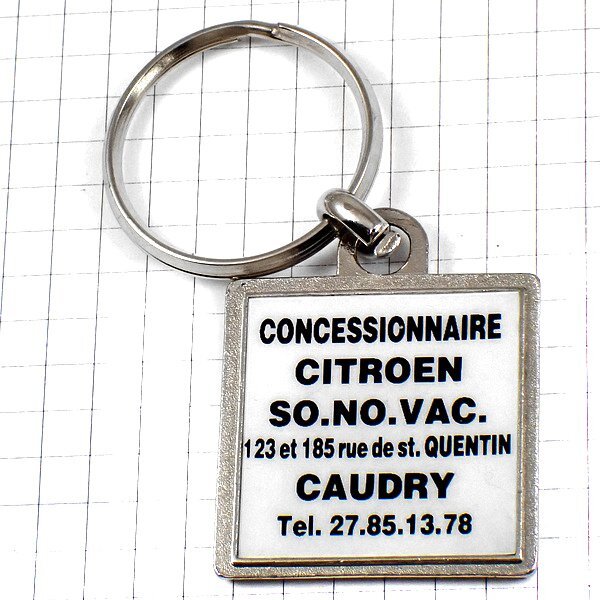 CONCESSIONNAIRE
CITROEN
SO.NO.VAC.
123 et 185 rue de st. QUENTIN
CAUDRY
Tel. 27.85.13.78